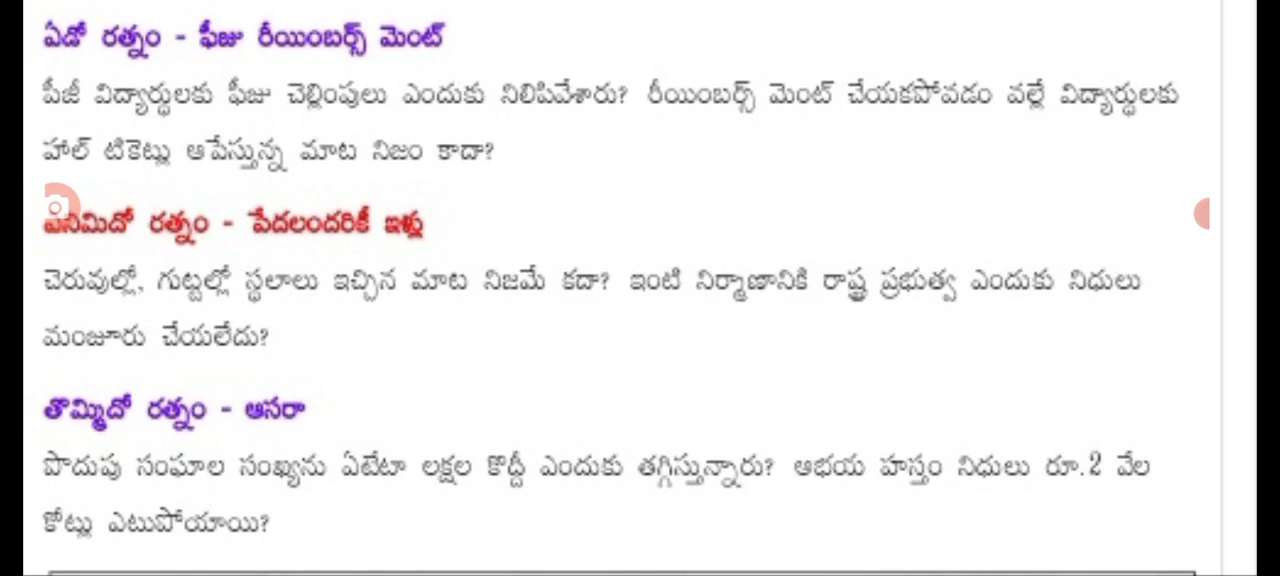 ఏడో రత్నం - ఫీజు రీయింబర్స్ మెంట్
పీజీ విద్యార్థులకు ఫీజు చెల్లింపులు ఎందుకు నిలిపివేశారు? రీయింబర్స్ మెంట్ చేయకపోవడం వల్లే విద్యార్థులకు
హాల్ టికెట్లు ఆపేస్తున్న మాట నిజం కాదా?
ఎనిమిదో రత్నం - పేదలందరికీ ఇళ్లు
చెరువుల్లో, గుట్టల్లో స్థలాలు ఇచ్చిన మాట నిజమే కదా? ఇంటి నిర్మాణానికి రాష్ట్ర ప్రభుత్వ ఎందుకు నిధులు
మంజూరు చేయలేదు?
తొమ్మిదో రత్నం - ఆసరా
పొదుపు సంఘాల సంఖ్యను ఏటేటా లక్షల కొద్దీ ఎందుకు తగ్గిస్తున్నారు? ఆభయ హస్తం నిధులు రూ.2 వేల
కోట్లు ఎటుపోయాయి?